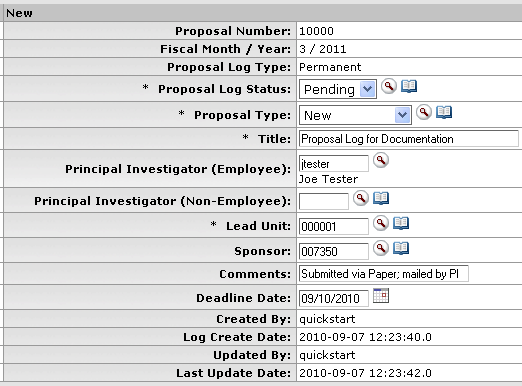 New
Proposal Number: 10000
Fiscal Month / Year: 3 / 2011
Proposal Log Type: Permanent
* Proposal Log Status: Pending
* Proposal Type: New
* Title: Proposal Log for Documentation
Principal Investigator (Employee): jtester
Joe Tester
Principal Investigator (Non-Employee):
* Lead Unit: 000001
Sponsor: 007350
Comments: Submitted via Paper; mailed by PI
Deadline Date: 09/10/2010
Created By: quickstart
Log Create Date: 2010-09-07 12:23:40.0
Updated By: quickstart
Last Update Date: 2010-09-07 12:23:42.0